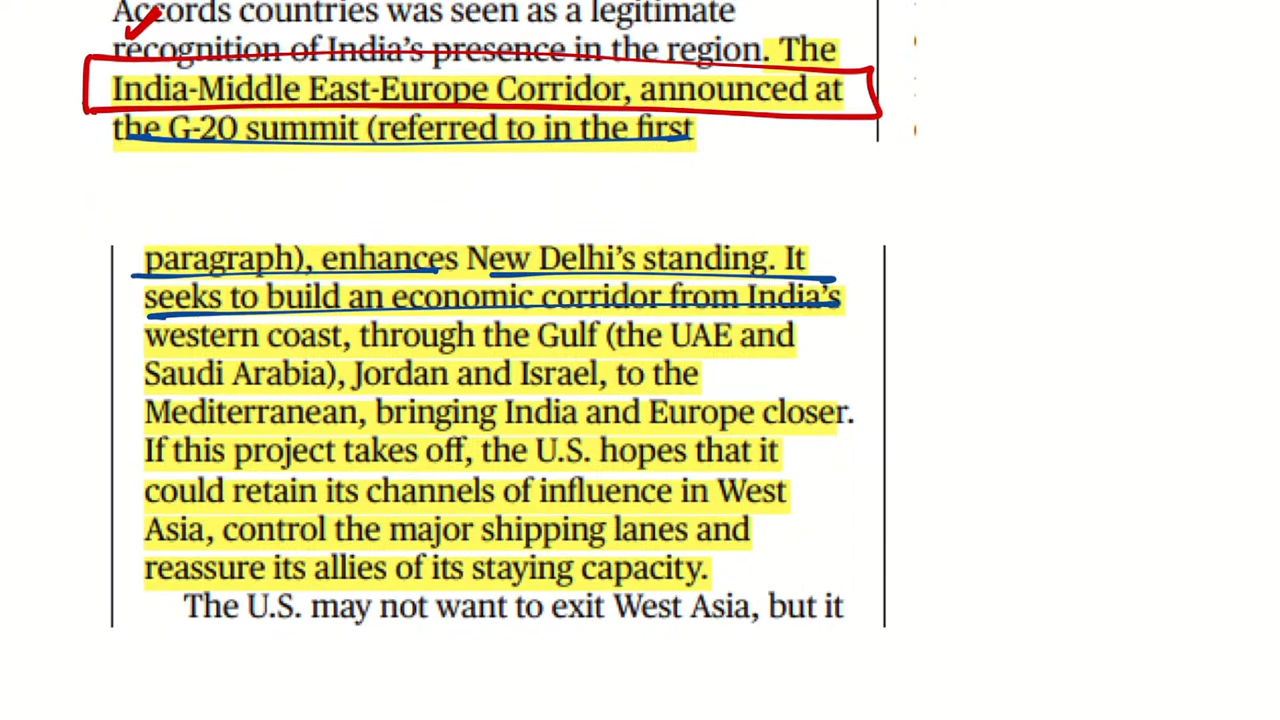 Accords countries was seen as a legitimate
recognition of India's presence in the region. The
India-Middle East-Europe Corridor, announced at
the G-20 summit (referred to in the first
paragraph), enhances New Delhi's standing. It
seeks to build an economic corridor from India's
western coast, through the Gulf (the UAE and
Saudi Arabia), Jordan and Israel, to the
Mediterranean, bringing India and Europe closer.
If this project takes off, the U.S. hopes that it
could retain its channels of influence in West
Asia, control the major shipping lanes and
reassure its allies of its staying capacity.
The U.S. may not want to exit West Asia, but it